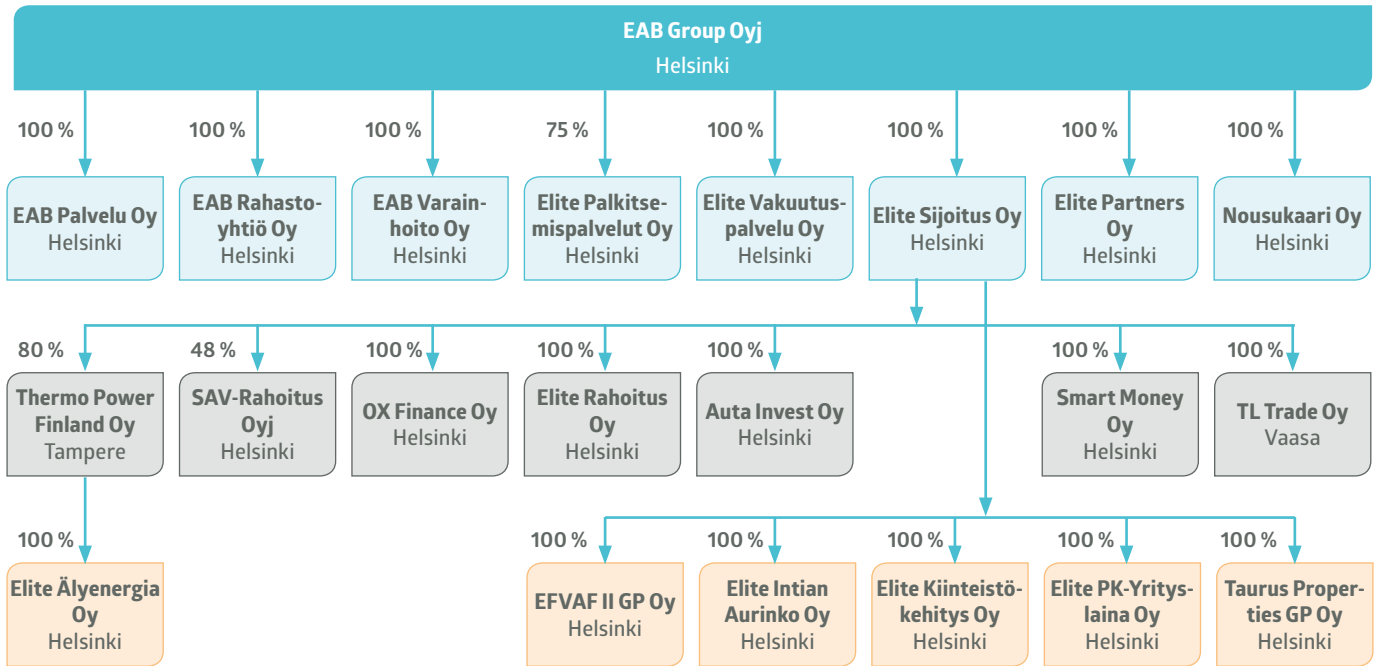 EAB Group Oyj
Helsinki
100 %
100 %
100 %
75 %
100 %
100 %
100 %
100 %
EAB Palvelu Oy
Helsinki
EAB Rahasto-
yhtiö Oy
Helsinki
EAB Varain-
hoito Oy
Helsinki
Elite Palkitse-
mispalvelut Oy
Helsinki
Elite Vakuutus-
palvelu Oy
Helsinki
Elite Sijoitus Oy
Helsinki
Elite Partners
Oy
Helsinki
Nousukaari Oy
Helsinki
80 %
48 %
100 %
100 %
100 %
100 %
100 %
Thermo Power
Finland Oy
Tampere
SAV-Rahoitus
Oyj
Helsinki
OX Finance Oy
Helsinki
Elite Rahoitus
Oy
Helsinki
Auta Invest Oy
Helsinki
Smart Money
Oy
Helsinki
TL Trade Oy
Vaasa
100 %
100 %
100 %
100 %
100 %
100 %
Elite Älyenergia
Oy
Helsinki
EFVAF II GP Oy
Helsinki
Elite Intian
Aurinko Oy
Helsinki
Elite Kiinteistö-
kehitys Oy
Helsinki
Elite PK-Yritys-
laina Oy
Helsinki
Taurus Proper-
ties GP Oy
Helsinki